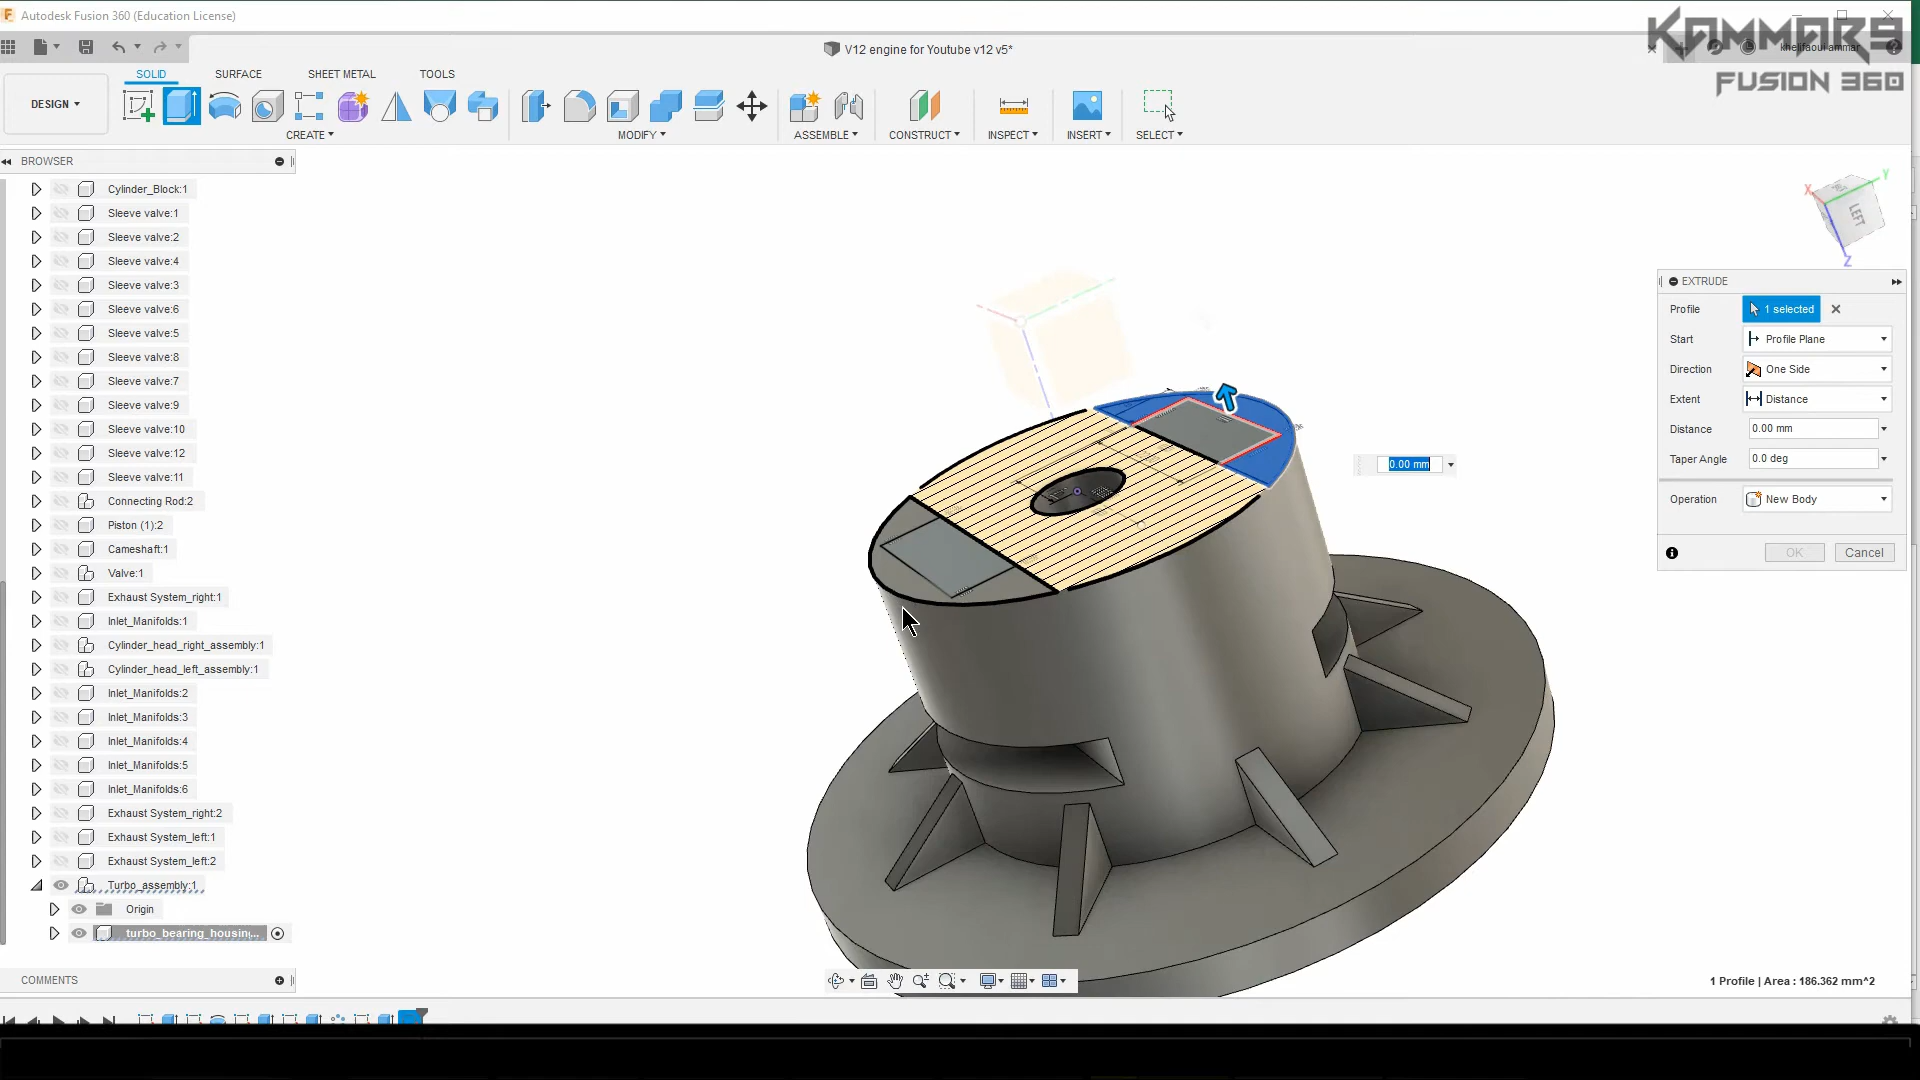 Autodesk Fusion 360 (Education License)
KAMMAR9
FUSION 360
V12 engine for Youtube v12 v5*
khelifaoui ammar
SOLID
SURFACE
SHEET METAL
TOOLS
DESIGN
CREATE
MODIFY
ASSEMBLE
CONSTRUCT
INSPECT
INSERT
SELECT
BROWSER
Cylinder_Block:1
Sleeve valve:1
Sleeve valve:2
Sleeve valve:4
Sleeve valve:3
Sleeve valve:6
Sleeve valve:5
Sleeve valve:8
Sleeve valve:7
Sleeve valve:9
Sleeve valve:10
Sleeve valve:12
Sleeve valve:11
Connecting Rod:2
Piston (1):2
Cameshaft:1
Valve:1
Exhaust System_right:1
Inlet_Manifolds:1
Cylinder_head_right_assembly:1
Cylinder_head_left_assembly:1
Inlet_Manifolds:2
Inlet_Manifolds:3
Inlet_Manifolds:4
Inlet_Manifolds:5
Inlet_Manifolds:6
Exhaust System_right:2
Exhaust System_left:1
Exhaust System_left:2
Turbo_assembly:1
Origin
turbo_bearing_housing...
COMMENTS
X
Y
Z
LEFT
EXTRUDE
Profile 1 selected
Start Profile Plane
Direction One Side
Extent Distance
Distance 0.00 mm
Taper Angle 0.0 deg
Operation New Body
OK Cancel
0.00 mm
1 Profile | Area : 186.362 mm^2